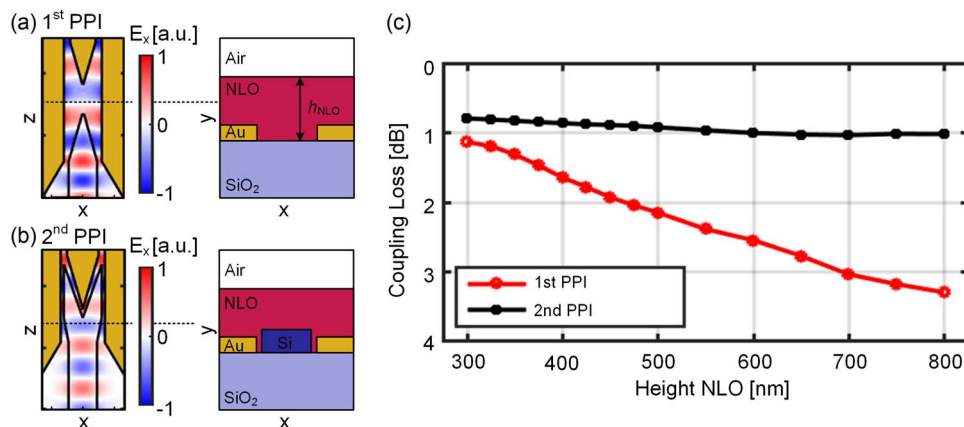 (a) 1st PPI
Ex [a.u.]
1
0
-1
z
x
Air
NLO
hNLO
Au
SiO2
y
x
(b) 2nd PPI
Ex [a.u.]
1
0
-1
z
x
Air
NLO
Au
Si
SiO2
y
x
(c)
Coupling Loss [dB]
0
1
2
3
4
1st PPI
2nd PPI
300 400 500 600 700 800
Height NLO [nm]